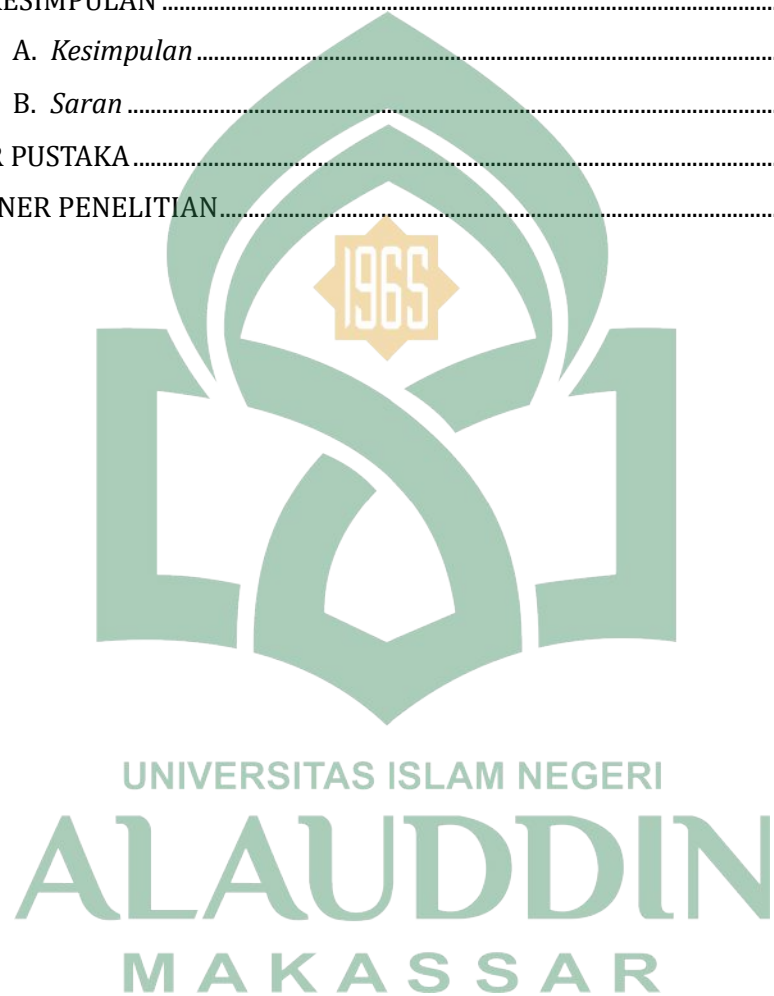 KESIMPULAN
A. Kesimpulan
B. Saran
R PUSTAKA
NER PENELITIAN
1965
UNIVERSITAS ISLAM NEGERI
ALAUDDIN
MAKASSAR